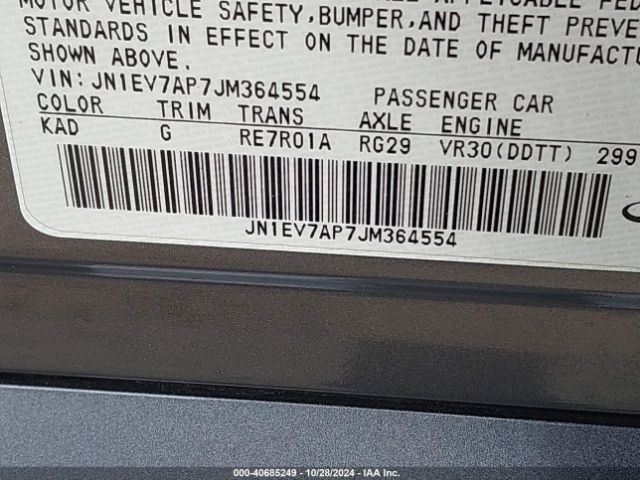 MOTOR VEHICLE SAFETY, BUMPER, AND THEFT
STANDARDS IN EFFECT ON THE DATE OF
SHOWN ABOVE.
VIN: JN1EV7AP7JM364554 PASSENGER CAR
COLOR TRIM TRANS AXLE ENGINE
KAD G RE7R01A RG29 VR30(DDTT) 299
JN1EV7AP7JM364554
000-40685249 | 10/28/2024 - IAA Inc.